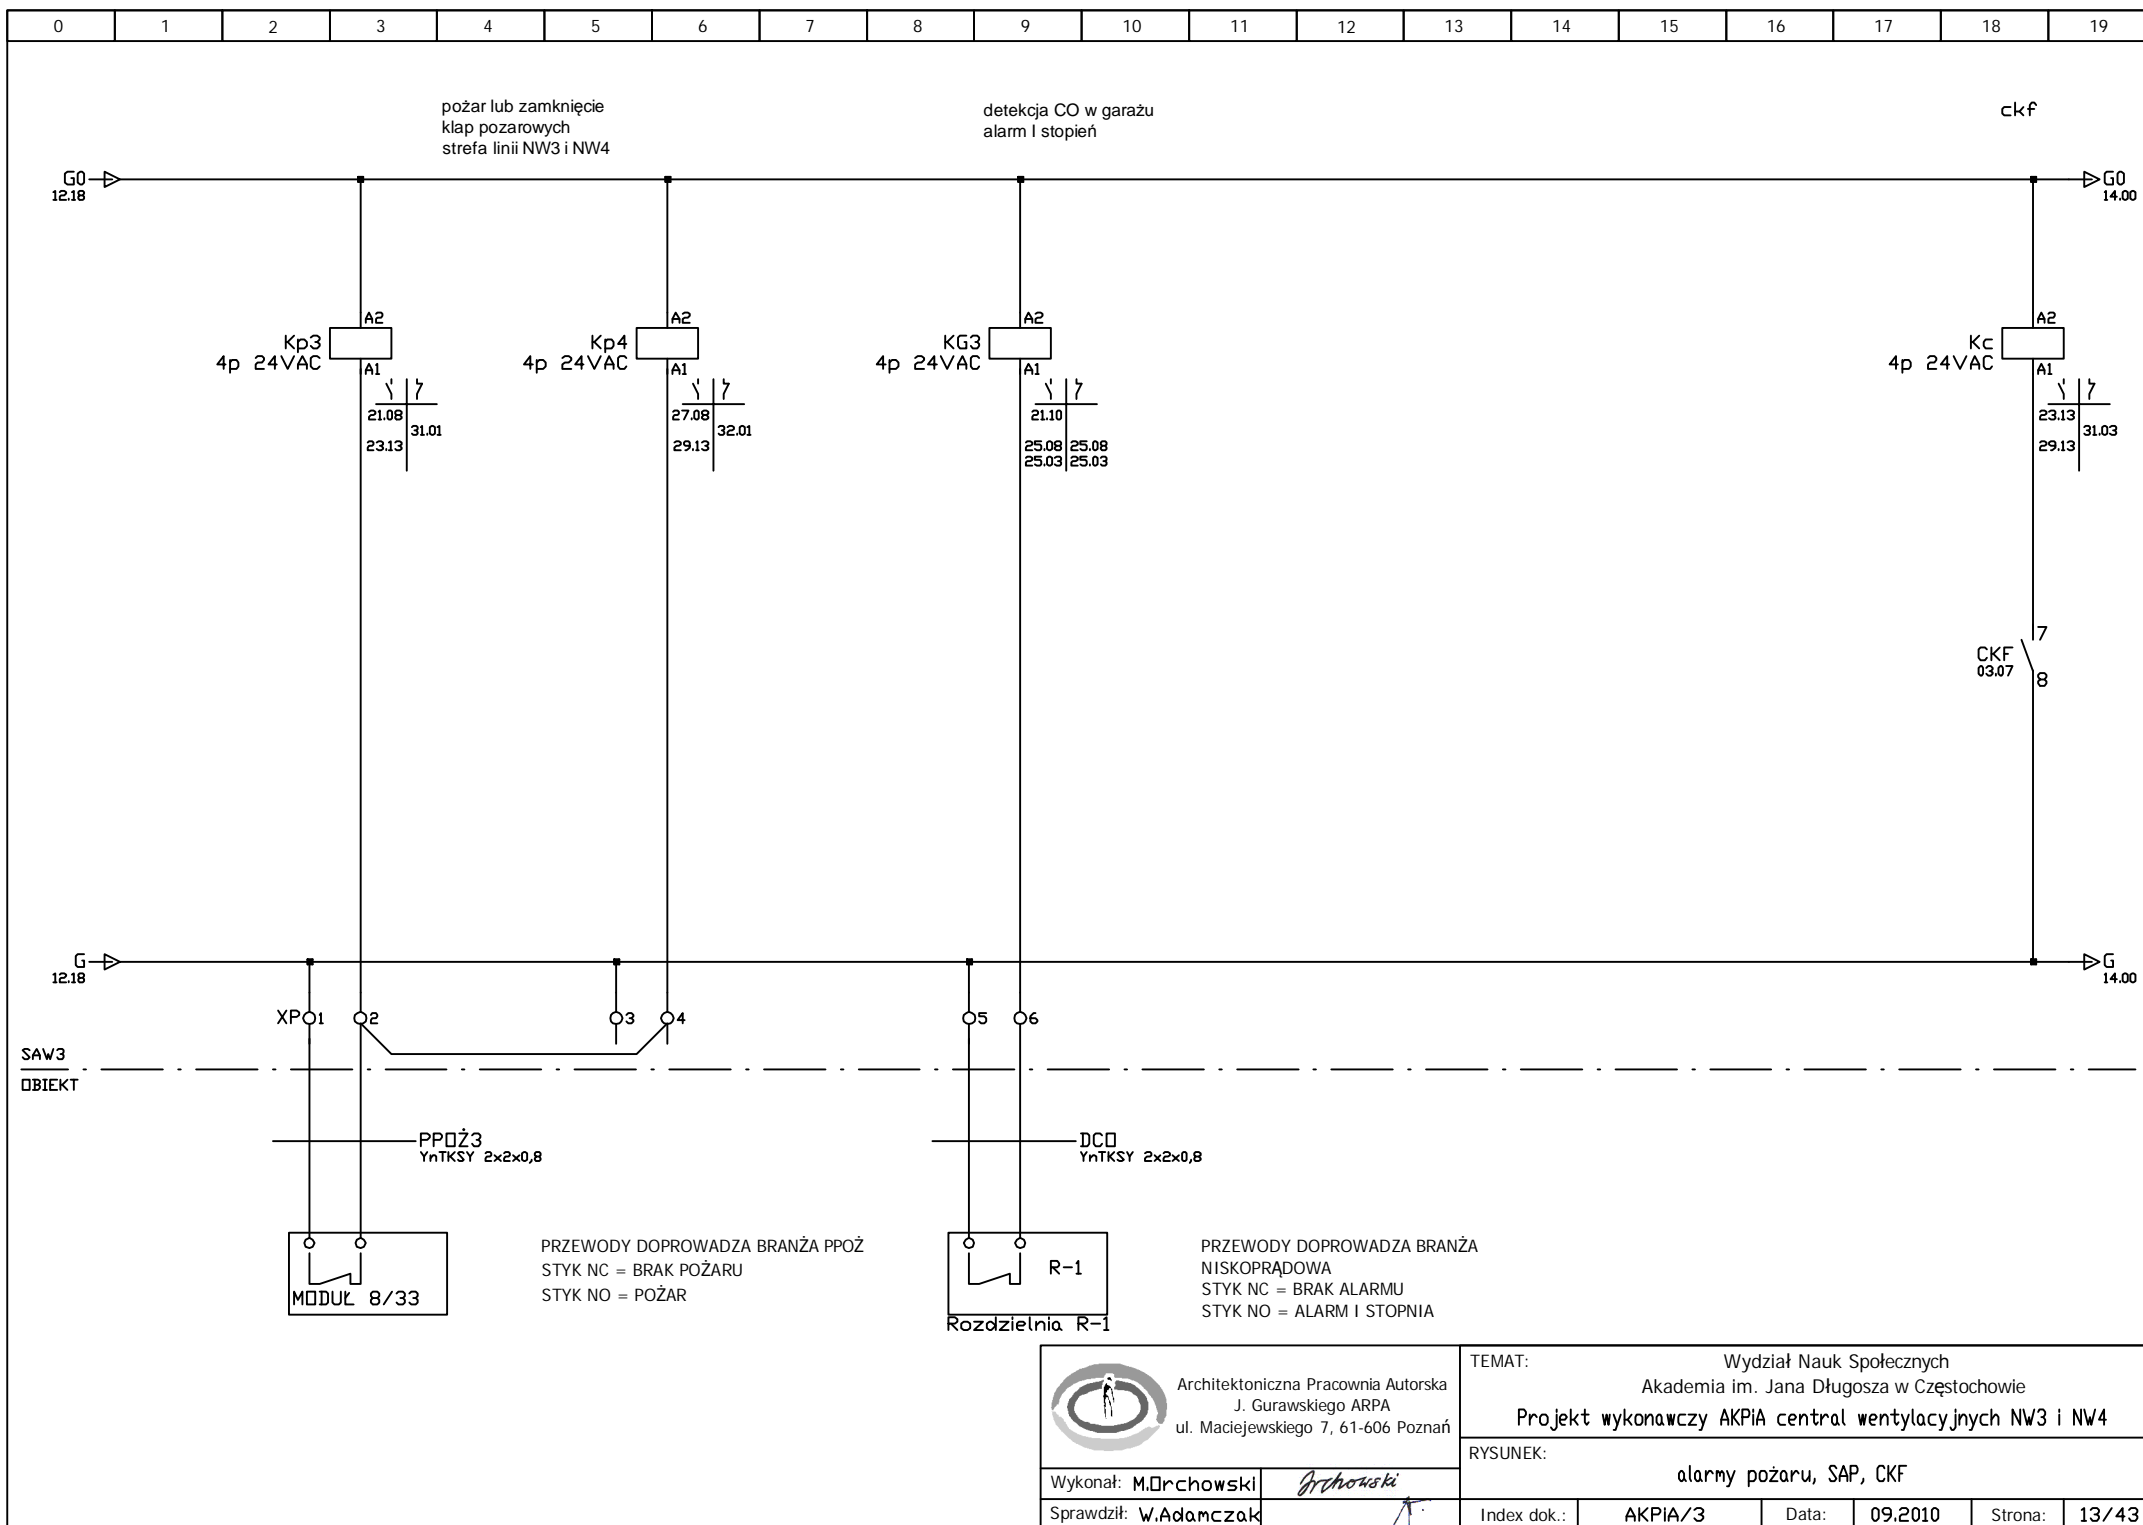 0 1 2 3 4 5 6 7 8 9 10 11 12 13 14 15 16 17 18 19
pożar lub zamknięcie
klap pozarowych
strefa linii NW3 i NW4
detekcja CO w garażu
alarm I stopień
ckf
G0
12.18
G0
14.00
A2
Kp3
4p 24VAC
A1
21.08
31.01
23.13
A2
Kp4
4p 24VAC
A1
27.08
32.01
29.13
A2
KG3
4p 24VAC
A1
21.10
25.08 25.08
25.03 25.03
A2
Kc
4p 24VAC
A1
23.13
31.03
29.13
7
CKF
03.07
8
G
12.18
G
14.00
XP 1 2 3 4 5 6
SAW3
OBIEKT
PPOŻ3
YnTKSY 2x2x0,8
DCO
YnTKSY 2x2x0,8
MODUŁ 8/33
PRZEWODY DOPROWADZA BRANŻA PPOŻ
STYK NC = BRAK POŻARU
STYK NO = POŻAR
R-1
Rozdzielnia R-1
PRZEWODY DOPROWADZA BRANŻA
NISKOPRĄDOWA
STYK NC = BRAK ALARMU
STYK NO = ALARM I STOPNIA
Architektoniczna Pracownia Autorska
J. Gurawskiego ARPA
ul. Maciejewskiego 7, 61-606 Poznań
Wykonał: M.Orchowski Orchowski
Sprawdził: W.Adamczak
TEMAT:
Wydział Nauk Społecznych
Akademia im. Jana Długosza w Częstochowie
Projekt wykonawczy AKPiA central wentylacyjnych NW3 i NW4
RYSUNEK:
alarmy pożaru, SAP, CKF
Index dok.: AKPiA/3 Data: 09.2010 Strona: 13/43